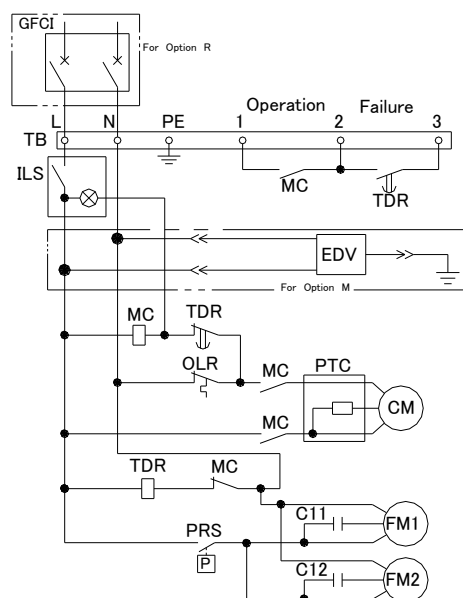 GFCI
For Option R
Operation Failure
L N PE 1 2 3
TB
ILS
MC TDR
EDV
For Option M
MC TDR
OLR
MC PTC
CM
MC
TDR MC
C11
FM1
PRS
P
C12
FM2